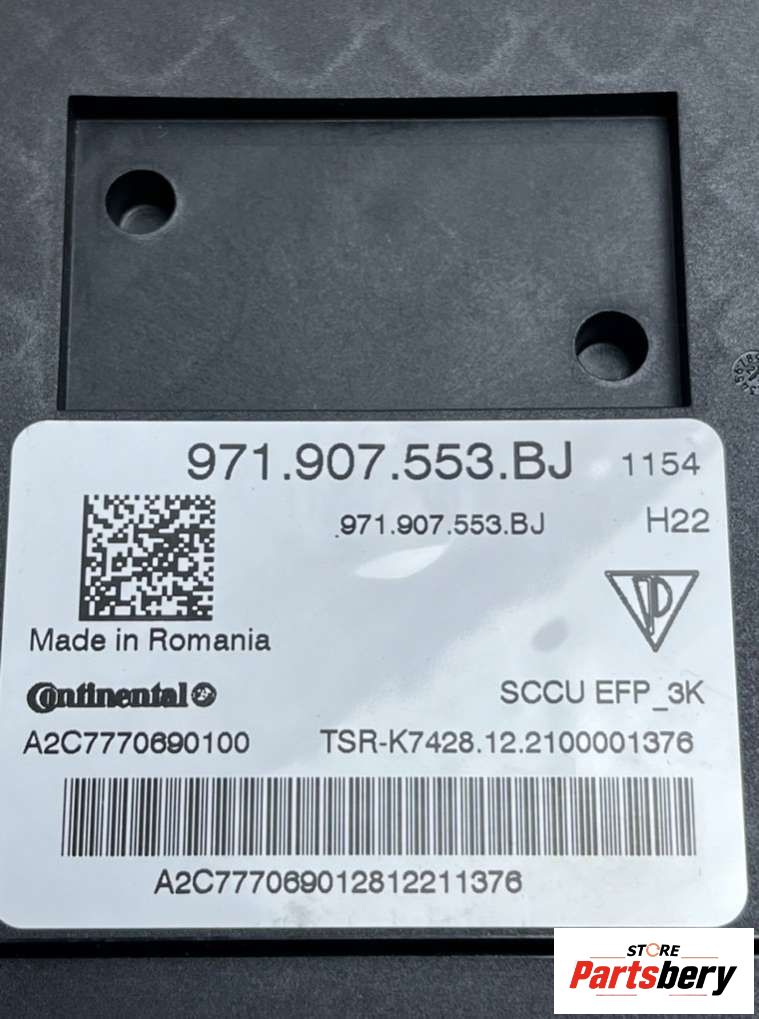 971.907.553.BJ 1154
.971.907.553.BJ H22
Made in Romania
Continental
SCCU EFP_3K
A2C7770690100 TSR-K7428.12.2100001376
A2C777069012812211376
STORE
Partsbery